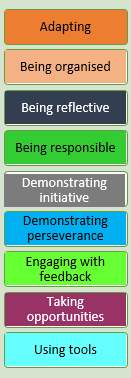 Adapting
Being organised
Being reflective
Being responsible
Demonstrating
initiative
Demonstrating
perseverance
Engaging with
feedback
Taking
opportunities
Using tools